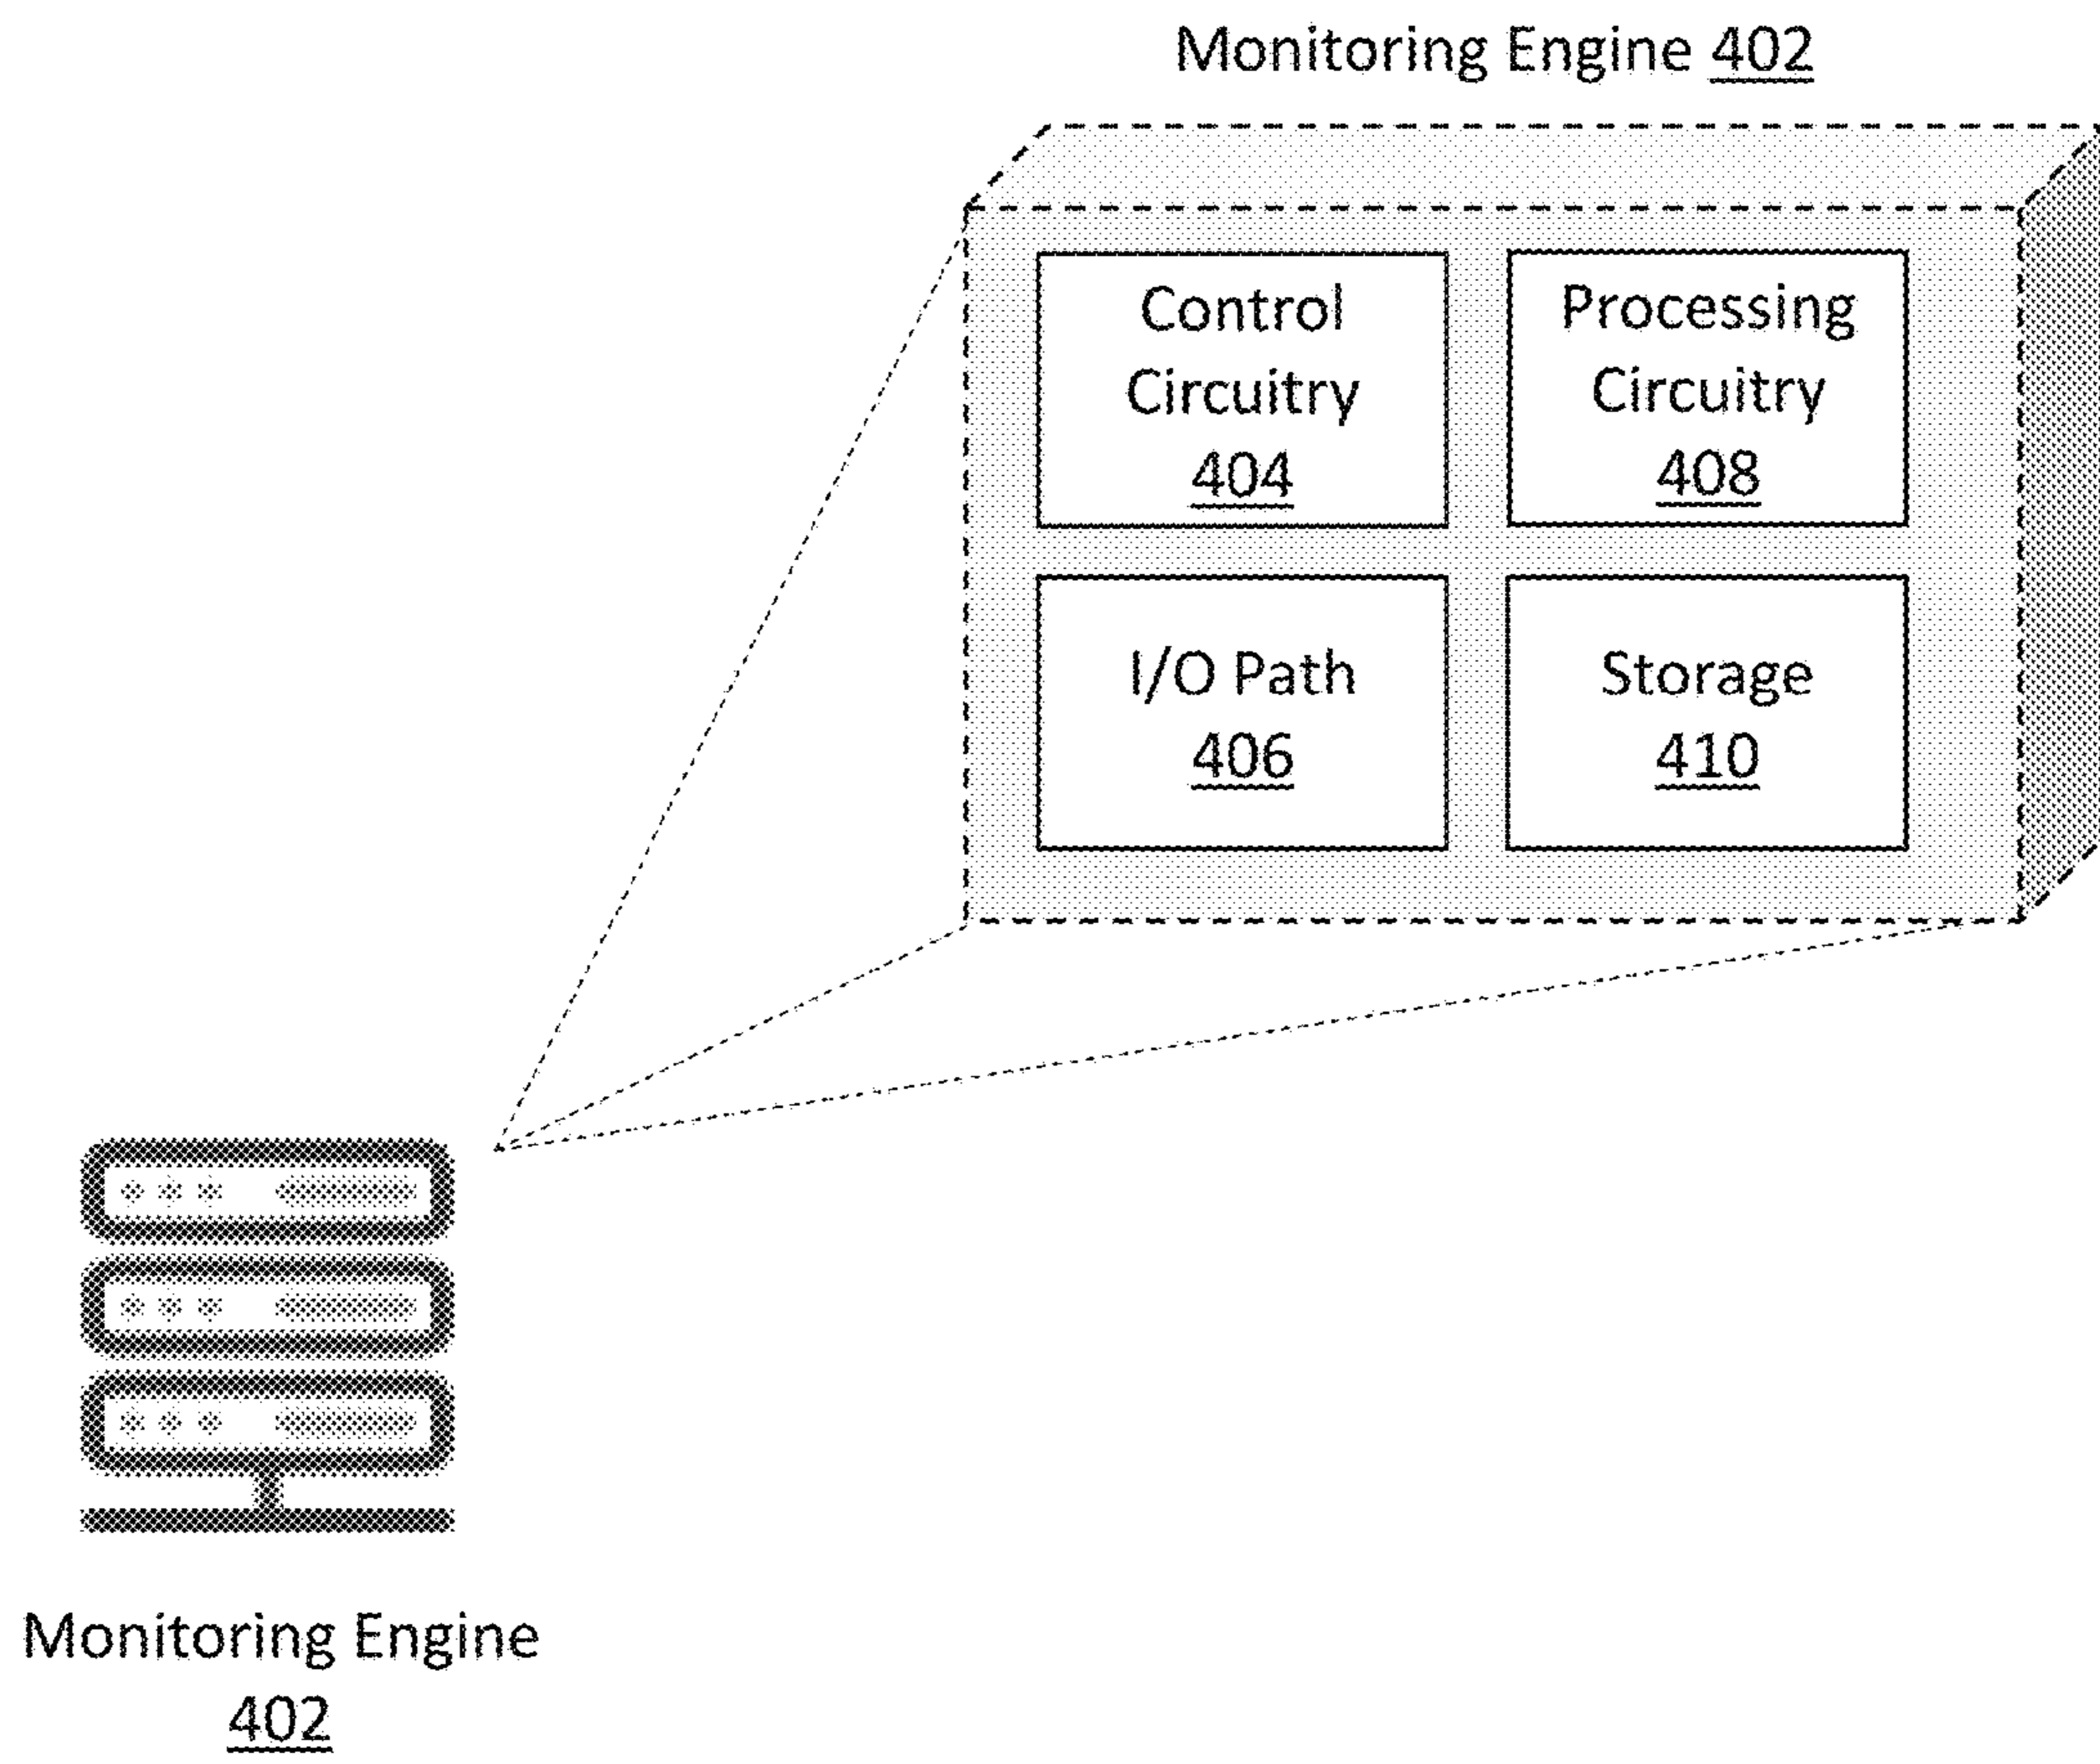 Monitoring Engine 402
Control
Circuitry
404
Processing
Circuitry
408
I/O Path
406
Storage
410
Monitoring Engine
402